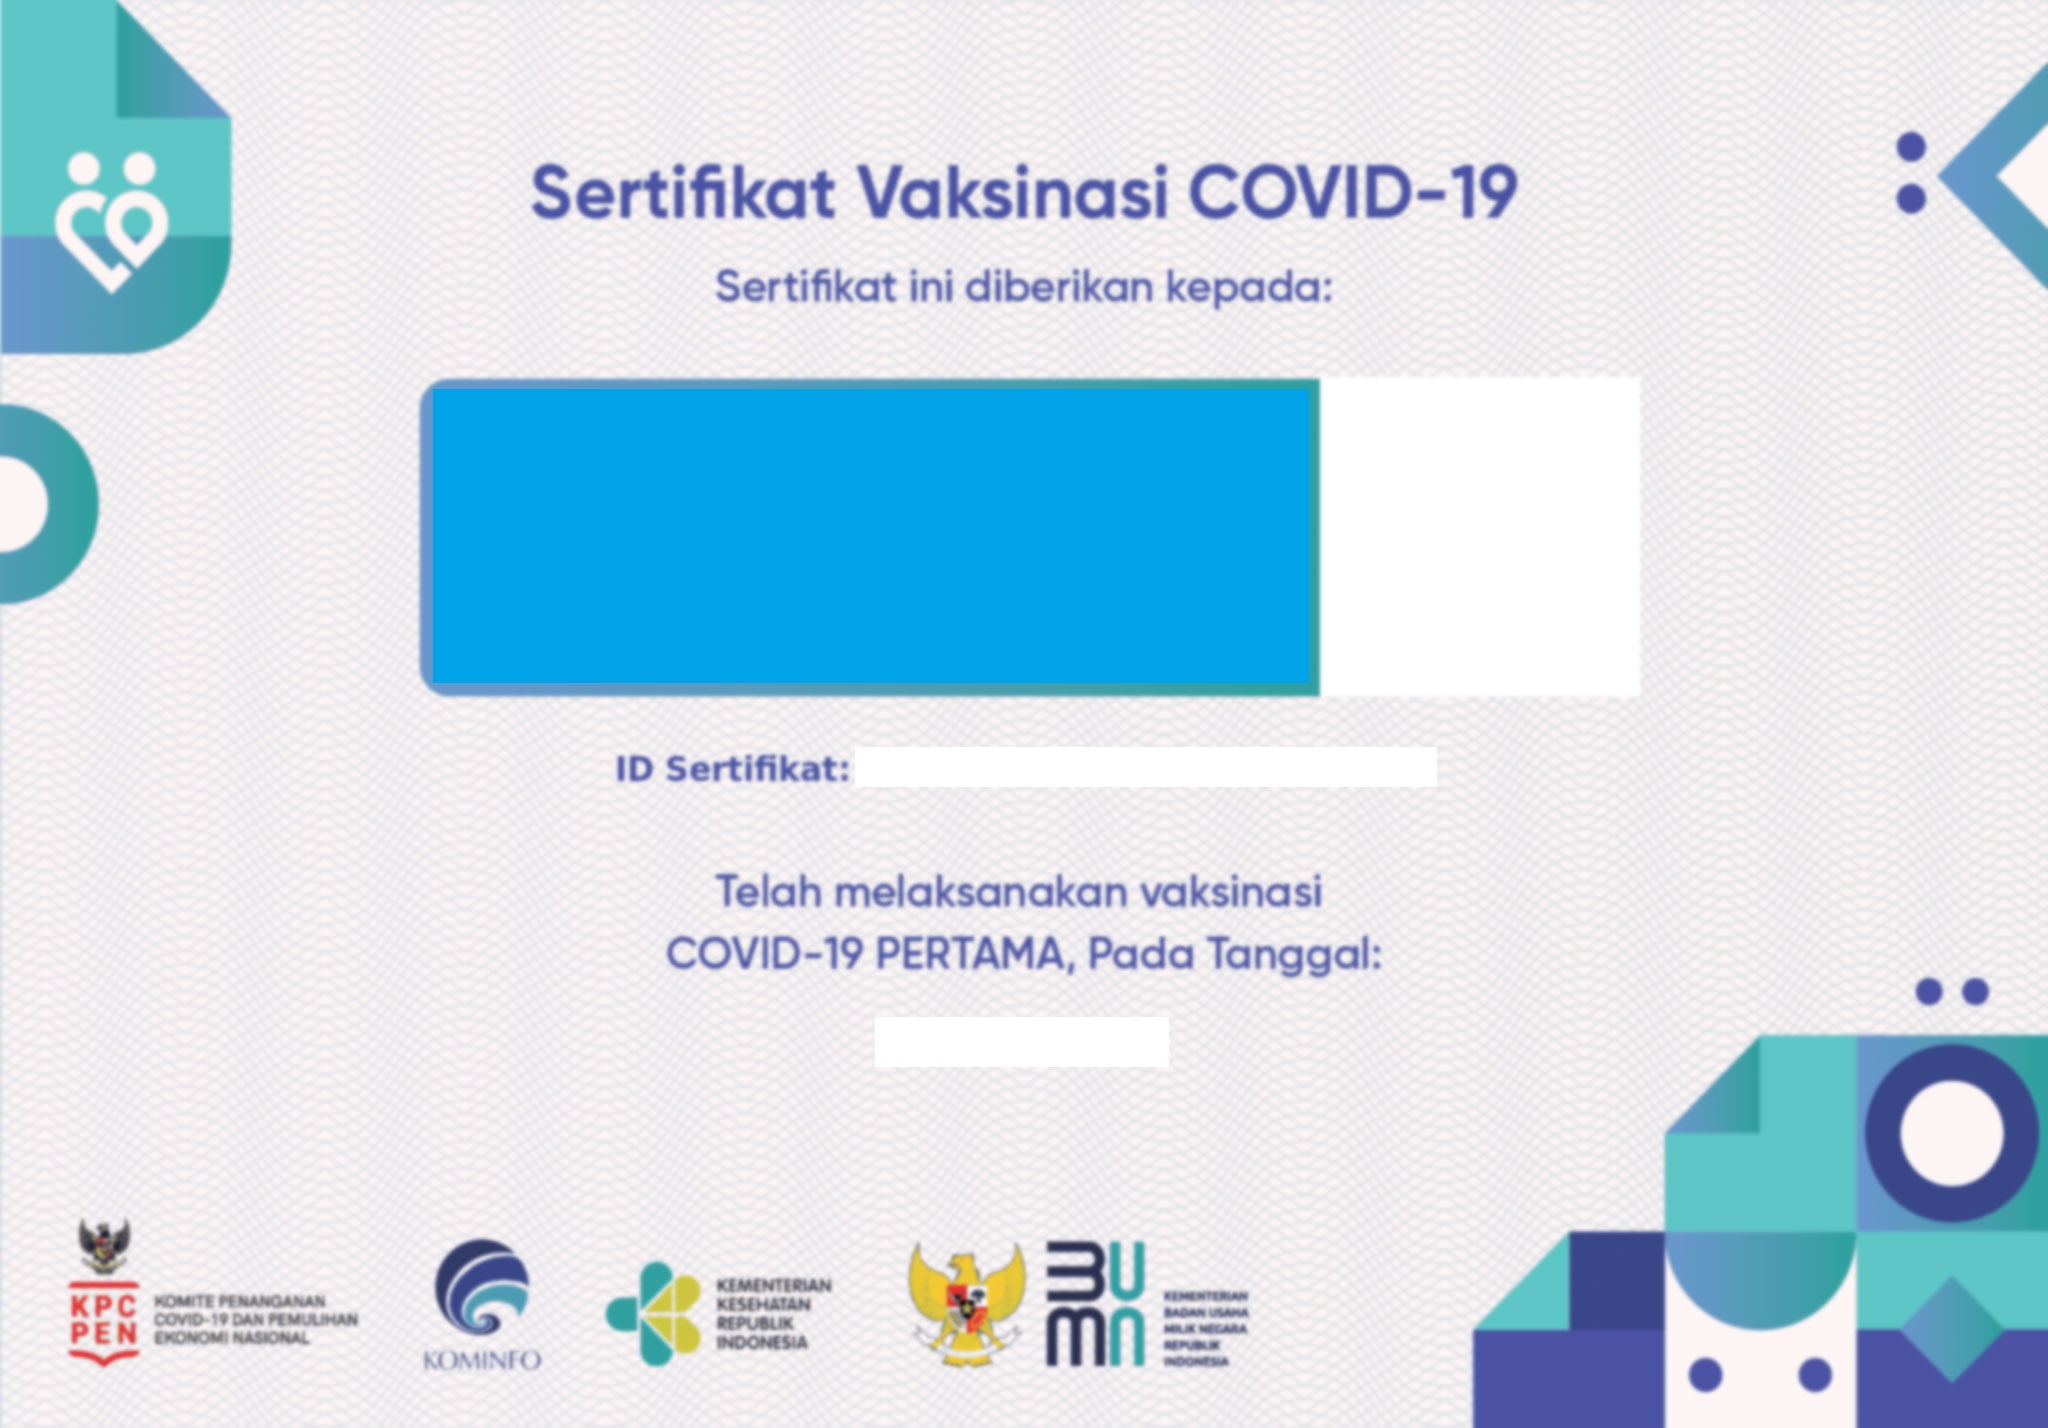 Sertifikat Vaksinasi COVID-19
Sertifikat ini diberikan kepada:
ID Sertifikat:
Telah melaksanakan vaksinasi
COVID-19 PERTAMA, Pada Tanggal:
KPC
PEN
KOMITE PENANGANAN
COVID-19 DAN PEMULIHAN
EKONOMI NASIONAL
KOMINFO
KEMENTERIAN
KESEHATAN
REPUBLIK
INDONESIA
BUMN
KEMENTERIAN
BADAN USAHA
MILIK NEGARA
REPUBLIK
INDONESIA